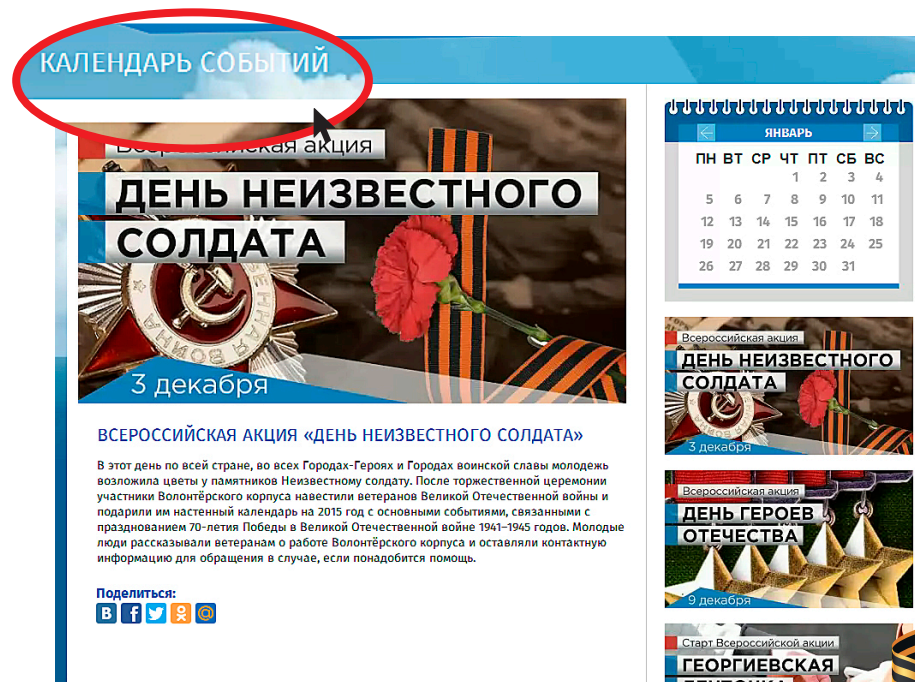 КАЛЕНДАРЬ СОБЫТИЙ
Всероссийская акция
ДЕНЬ НЕИЗВЕСТНОГО
СОЛДАТА
3 декабря
ВСЕРОССИЙСКАЯ АКЦИЯ «ДЕНЬ НЕИЗВЕСТНОГО СОЛДАТА»
В этот день по всей стране, во всех Городах-Героях и Городах воинской славы молодежь
возложила цветы у памятников Неизвестному солдату. После торжественной церемонии
участники Волонтёрского корпуса навестили ветеранов Великой Отечественной войны и
подарили им настенный календарь на 2015 год с основными событиями, связанными с
празднованием 70-летия Победы в Великой Отечественной войне 1941–1945 годов. Молодые
люди рассказывали ветеранам о работе Волонтёрского корпуса и оставляли контактную
информацию для обращения в случае, если понадобится помощь.
Поделиться:
ЯНВАРЬ
ПН ВТ СР ЧТ ПТ СБ ВС
1 2 3 4
5 6 7 8 9 10 11
12 13 14 15 16 17 18
19 20 21 22 23 24 25
26 27 28 29 30 31
Всероссийская акция
ДЕНЬ НЕИЗВЕСТНОГО
СОЛДАТА
3 декабря
Всероссийская акция
ДЕНЬ ГЕРОЕВ
ОТЕЧЕСТВА
9 декабря
Старт Всероссийской акции
ГЕОРГИЕВСКАЯ